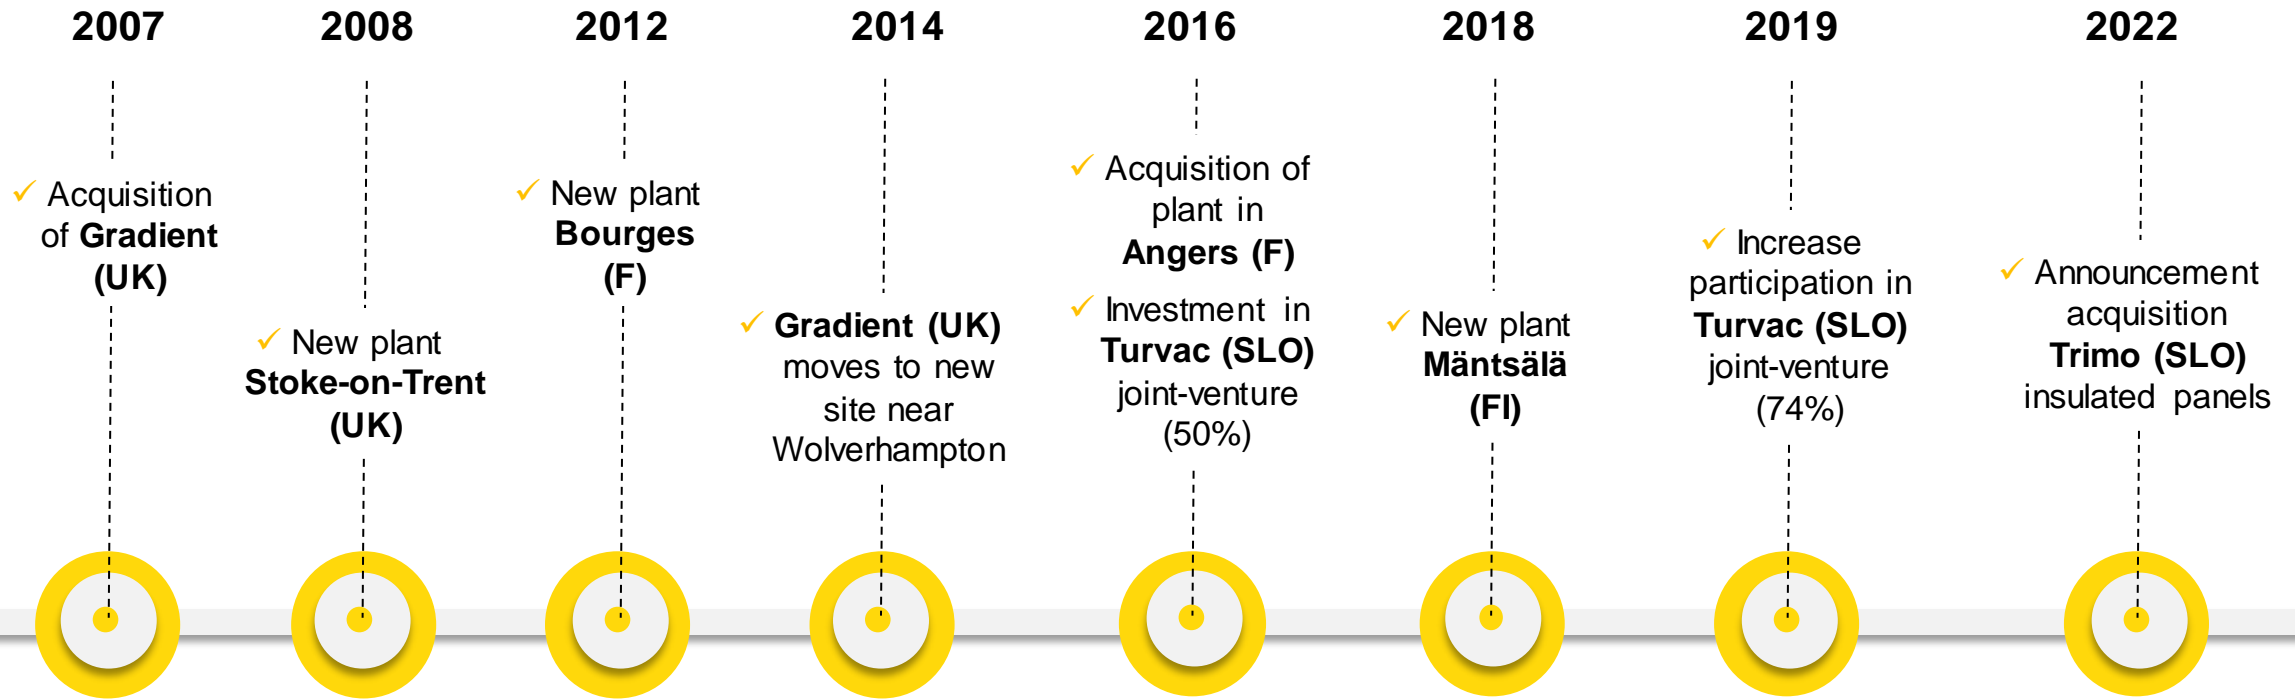 2007
2008
2012
2014
2016
2018
2019
2022
✓ Acquisition
of Gradient
(UK)
✓ New plant
Stoke-on-Trent
(UK)
✓ New plant
Bourges
(F)
✓ Gradient (UK)
moves to new
site near
Wolverhampton
✓ Acquisition of
plant in
Angers (F)
✓ Investment in
Turvac (SLO)
joint-venture
(50%)
✓ New plant
Mäntsälä
(FI)
✓ Increase
participation in
Turvac (SLO)
joint-venture
(74%)
✓ Announcement
acquisition
Trimo (SLO)
insulated panels